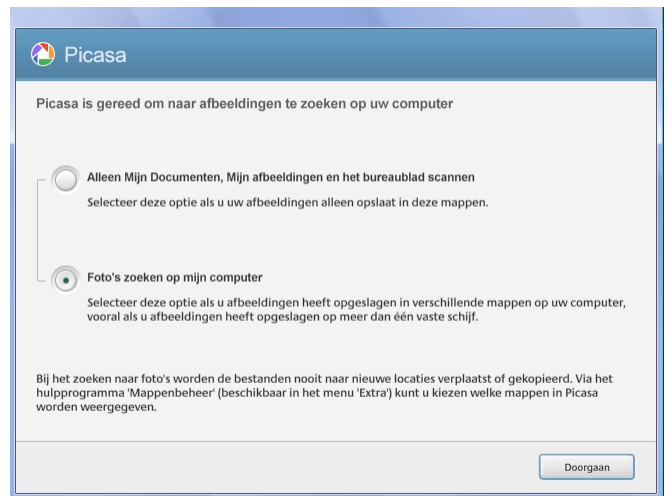 Picasa
Picasa is gereed om naar afbeeldingen te zoeken op uw computer
Alleen Mijn Documenten, Mijn afbeeldingen en het bureaublad scannen
Selecteer deze optie als u uw afbeeldingen alleen opslaat in deze mappen.
Foto's zoeken op mijn computer
Selecteer deze optie als u afbeeldingen heeft opgeslagen in verschillende mappen op uw computer,
vooral als u afbeeldingen heeft opgeslagen op meer dan één vaste schijf.
Bij het zoeken naar foto's worden de bestanden nooit naar nieuwe locaties verplaatst of gekopieerd. Via het
hulpprogramma 'Mappenbeheer' (beschikbaar in het menu 'Extra') kunt u kiezen welke mappen in Picasa
worden weergegeven.
Doorgaan